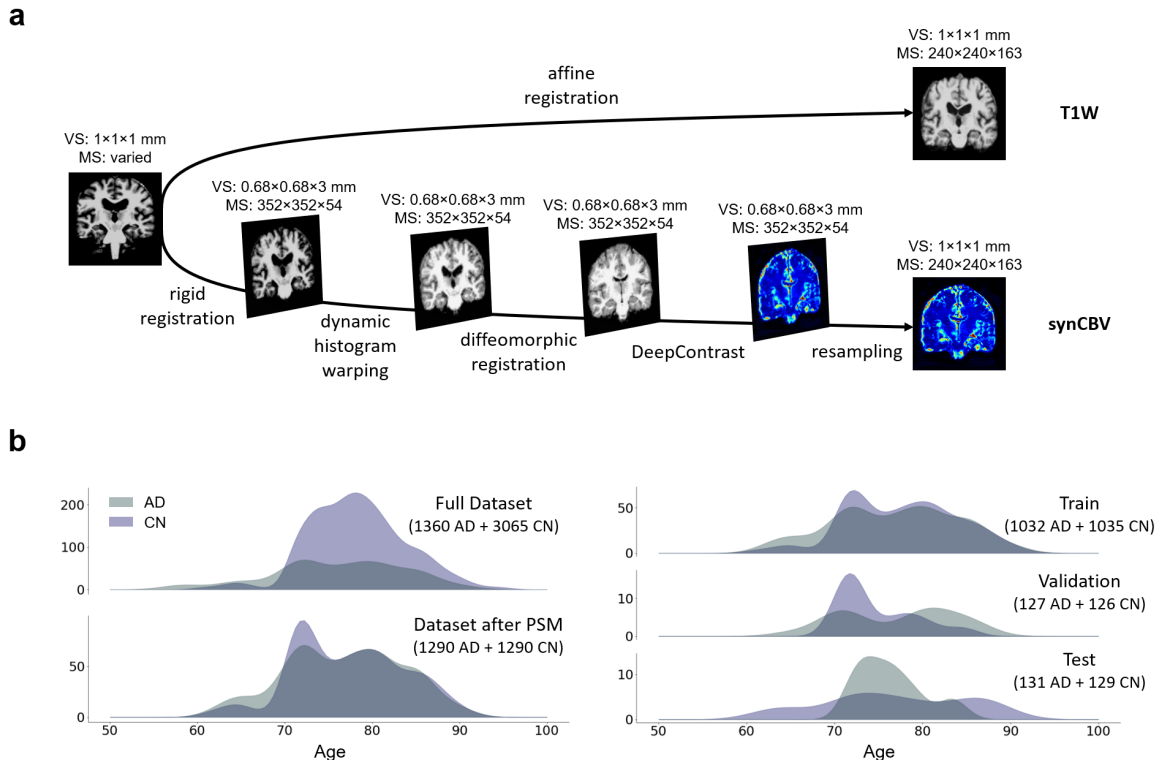 a
VS: 1×1×1 mm
MS: 240×240×163
affine
registration
T1W
VS: 1×1×1 mm
MS: varied
VS: 0.68×0.68×3 mm
MS: 352×352×54
VS: 0.68×0.68×3 mm
MS: 352×352×54
VS: 0.68×0.68×3 mm
MS: 352×352×54
VS: 0.68×0.68×3 mm
MS: 352×352×54
VS: 1×1×1 mm
MS: 240×240×163
rigid
registration
dynamic
histogram
warping
diffeomorphic
registration
DeepContrast
resampling
synCBV
b
AD
CN
Full Dataset
(1360 AD + 3065 CN)
200
100
0
Dataset after PSM
(1290 AD + 1290 CN)
50
0
50
60
70
80
90
100
Age
Train
(1032 AD + 1035 CN)
50
0
Validation
(127 AD + 126 CN)
10
0
Test
(131 AD + 129 CN)
10
0
50
60
70
80
90
100
Age